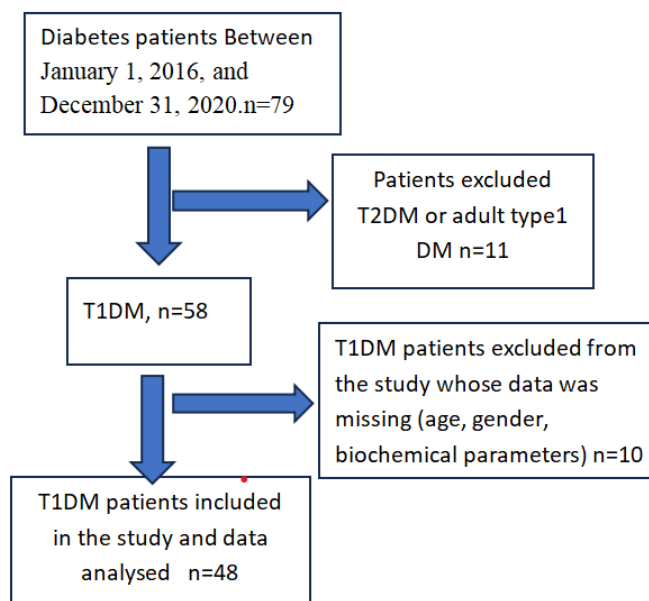 Diabetes patients Between
January 1, 2016, and
December 31, 2020.n=79
Patients excluded
T2DM or adult type1
DM n=11
T1DM, n=58
T1DM patients excluded from
the study whose data was
missing (age, gender,
biochemical parameters) n=10
T1DM patients included
in the study and data
analysed n=48